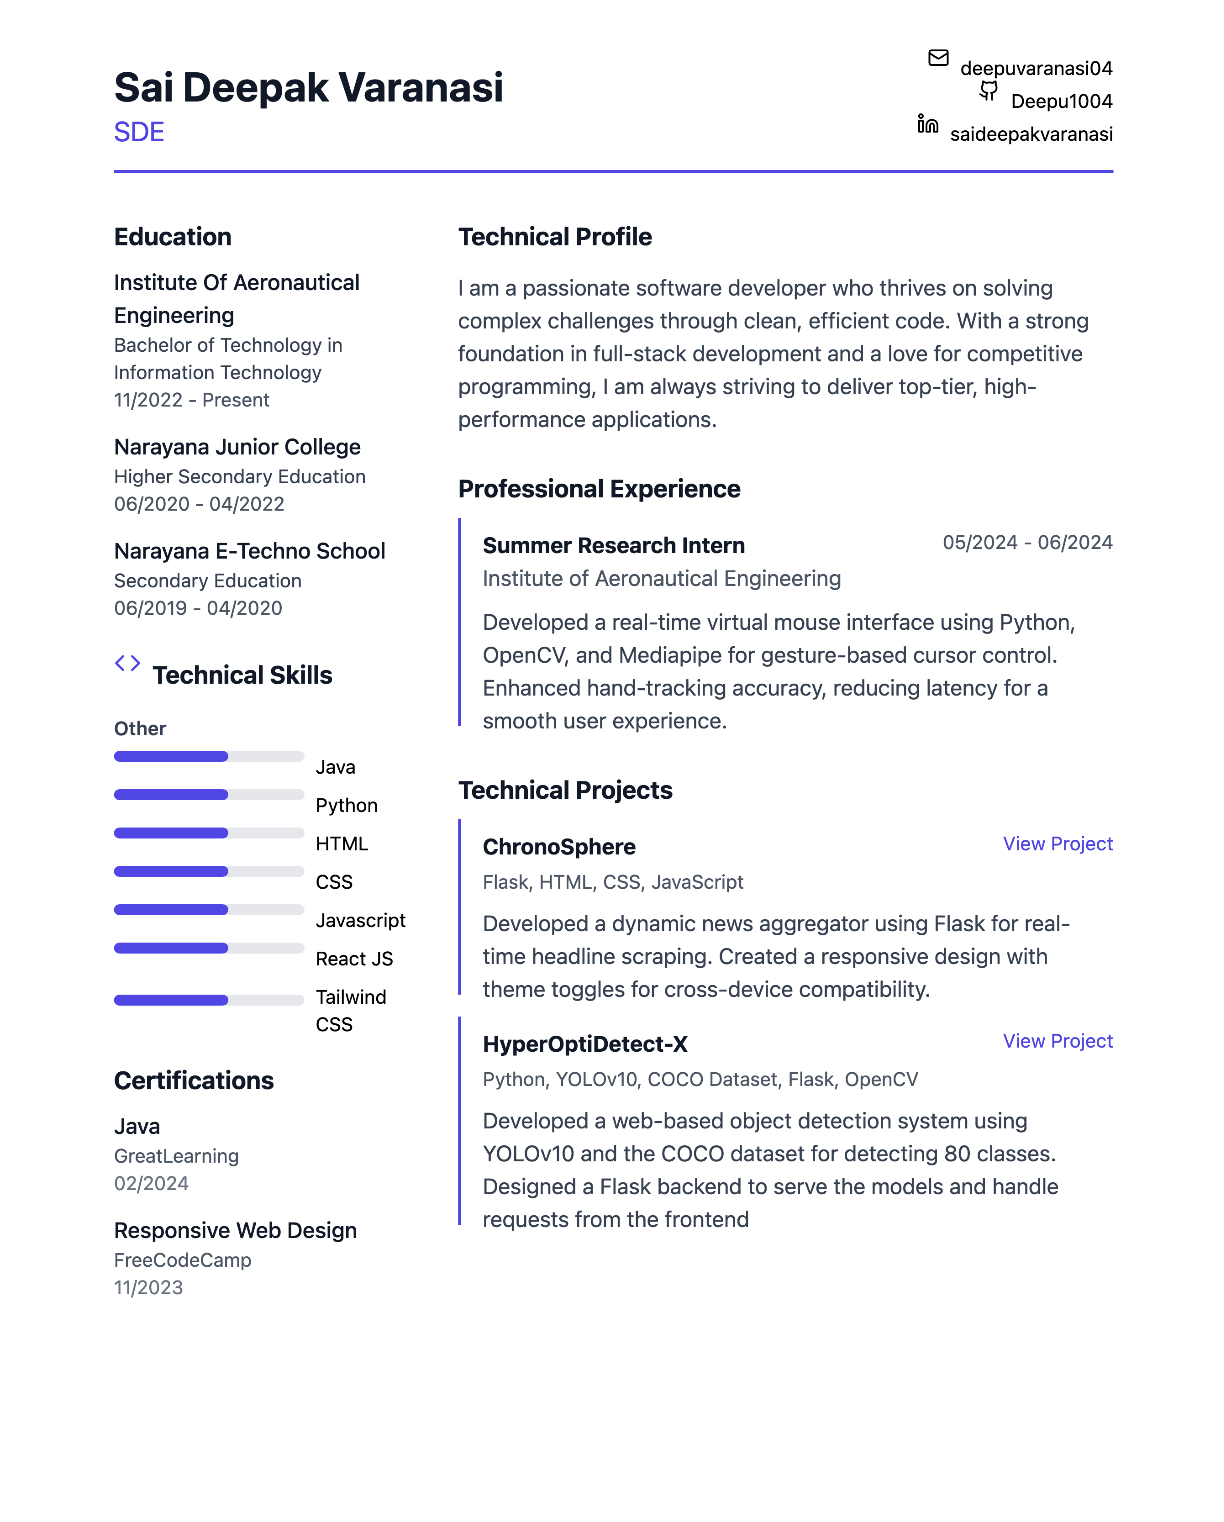 Sai Deepak Varanasi
SDE
deepuvaranasi04
Deepu1004
saideepakvaranasi
Education
Institute Of Aeronautical
Engineering
Bachelor of Technology in
Information Technology
11/2022 - Present
Narayana Junior College
Higher Secondary Education
06/2020 - 04/2022
Narayana E-Techno School
Secondary Education
06/2019 - 04/2020
Technical Skills
Other
Java
Python
HTML
CSS
Javascript
React JS
Tailwind
CSS
Certifications
Java
GreatLearning
02/2024
Responsive Web Design
FreeCodeCamp
11/2023
Technical Profile
I am a passionate software developer who thrives on solving
complex challenges through clean, efficient code. With a strong
foundation in full-stack development and a love for competitive
programming, I am always striving to deliver top-tier, high-
performance applications.
Professional Experience
Summer Research Intern
05/2024 - 06/2024
Institute of Aeronautical Engineering
Developed a real-time virtual mouse interface using Python,
OpenCV, and Mediapipe for gesture-based cursor control.
Enhanced hand-tracking accuracy, reducing latency for a
smooth user experience.
Technical Projects
ChronoSphere
View Project
Flask, HTML, CSS, JavaScript
Developed a dynamic news aggregator using Flask for real-
time headline scraping. Created a responsive design with
theme toggles for cross-device compatibility.
HyperOptiDetect-X
View Project
Python, YOLOv10, COCO Dataset, Flask, OpenCV
Developed a web-based object detection system using
YOLOv10 and the COCO dataset for detecting 80 classes.
Designed a Flask backend to serve the models and handle
requests from the frontend